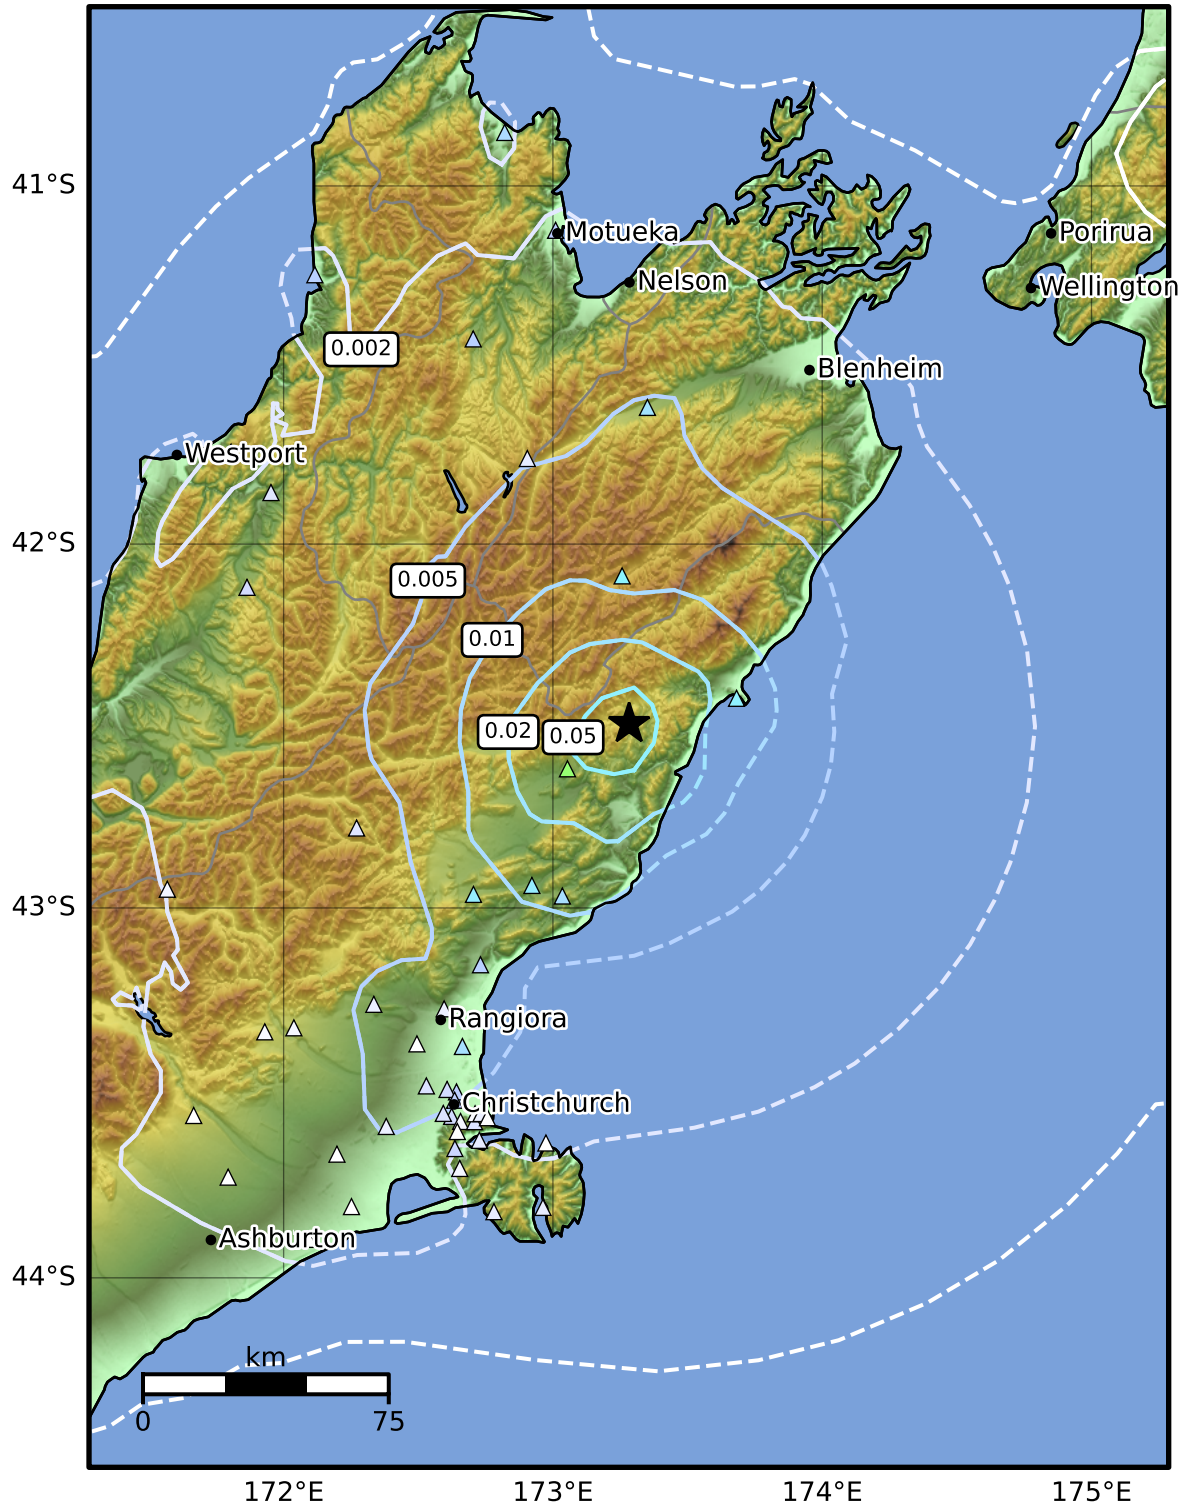 41°S
Motueka
Porirua
Nelson
Wellington
0.002
Blenheim
Westport
42°S
0.005
0.01
0.02
0.05
43°S
Rangiora
Christchurch
Ashburton
44°S
km
0
75
172°E
173°E
174°E
175°E